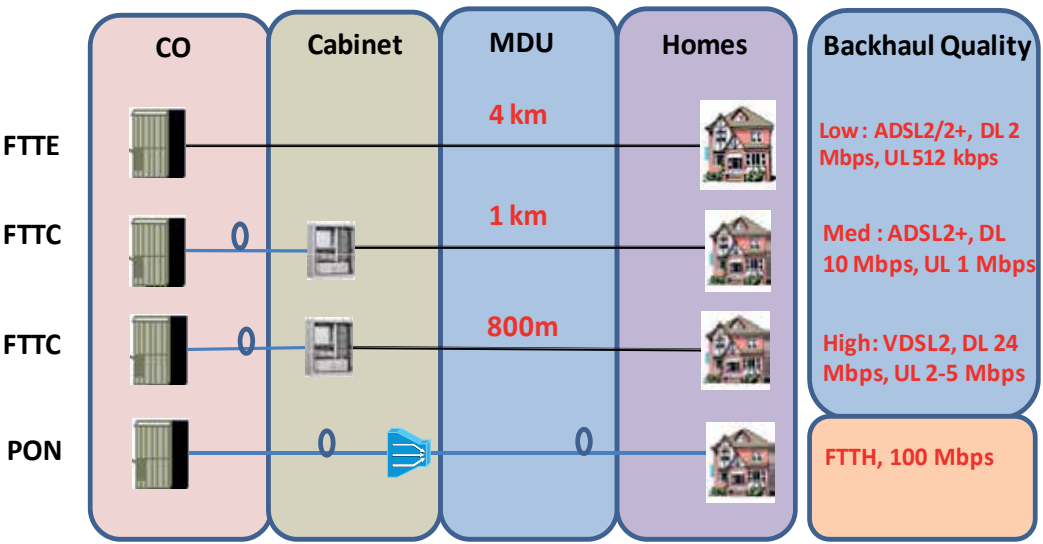 CO Cabinet MDU Homes Backhaul Quality
FTTE
4 km
Low : ADSL2/2+, DL 2
Mbps, UL 512 kbps
FTTC
1 km
Med : ADSL2+, DL
10 Mbps, UL 1 Mbps
FTTC
800m
High: VDSL2, DL 24
Mbps, UL 2-5 Mbps
PON
FTTH, 100 Mbps